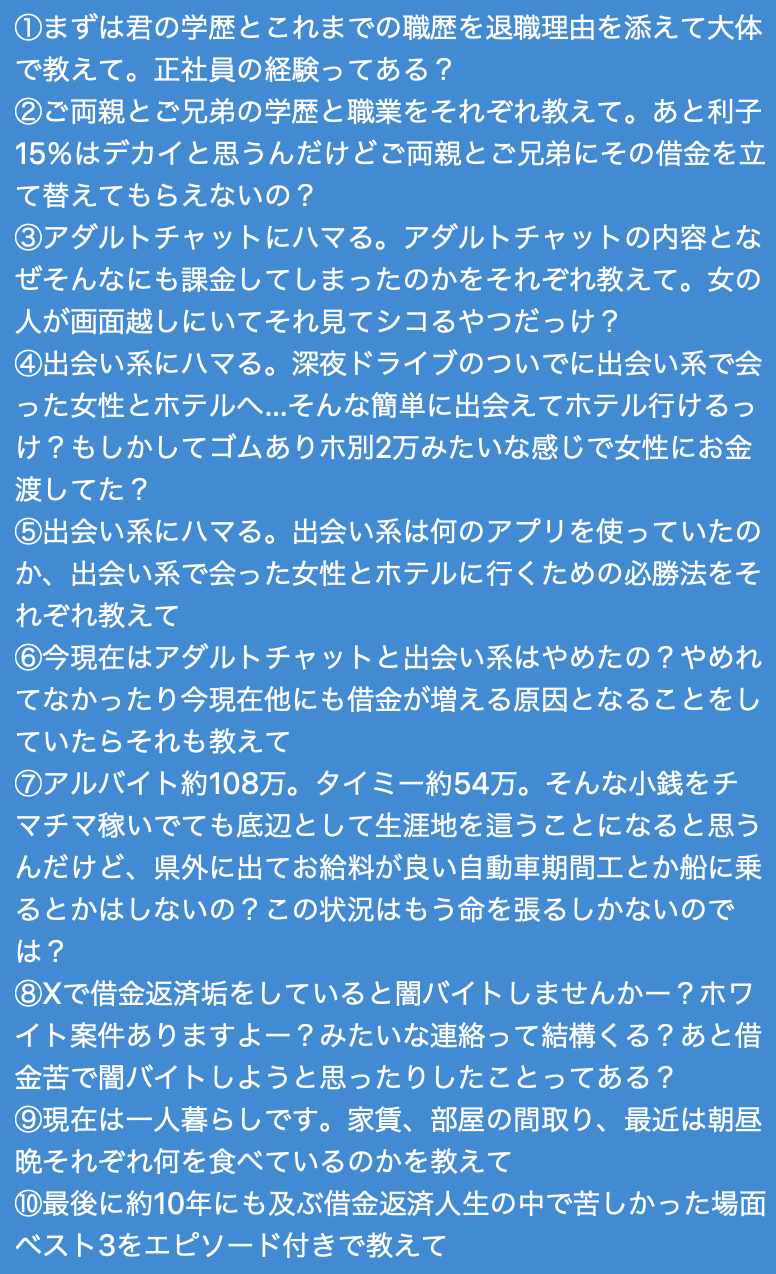 ①まずは君の学歴とこれまでの職歴を退職理由を添えて大体
で教えて。正社員の経験ってある？
②ご両親とご兄弟の学歴と職業をそれぞれ教えて。あと利子
15%はデカイと思うんだけどご両親とご兄弟にその借金を立
て替えてもらえないの？
③アダルトチャットにハマる。アダルトチャットの内容とな
ぜそんなにも課金してしまったのかをそれぞれ教えて。女の
人が画面越しにいてそれ見てシコるやつだっけ？
④出会い系にハマる。深夜ドライブのついでに出会い系で会
った女性とホテルへ...そんな簡単に出会えてホテル行けるっ
け？もしかしてゴムありホ別2万みたいな感じで女性にお金
渡してた？
⑤出会い系にハマる。出会い系は何のアプリを使っていたの
か、出会い系で会った女性とホテルに行くための必勝法をそ
れぞれ教えて
⑥今現在はアダルトチャットと出会い系はやめたの？やめれ
てなかったり今現在他にも借金が増える原因となることをし
ていたらそれも教えて
⑦アルバイト約108万。タイミー約54万。そんな小銭をチ
マチマ稼いでても底辺として生涯地を這うことになると思う
んだけど、県外に出てお給料が良い自動車期間工とか船に乗
るとかはしないの？この状況はもう命を張るしかないので
は？
⑧Xで借金返済垢をしていると闇バイトしませんかー？ホワ
イト案件ありますよー？みたいな連絡って結構くる？あと借
金苦で闇バイトしようと思ったりしたことってある？
⑨現在は一人暮らしです。家賃、部屋の間取り、最近は朝昼
晩それぞれ何を食べているのかを教えて
⑩最後に約10年にも及ぶ借金返済人生の中で苦しかった場面
ベスト3をエピソード付きで教えて